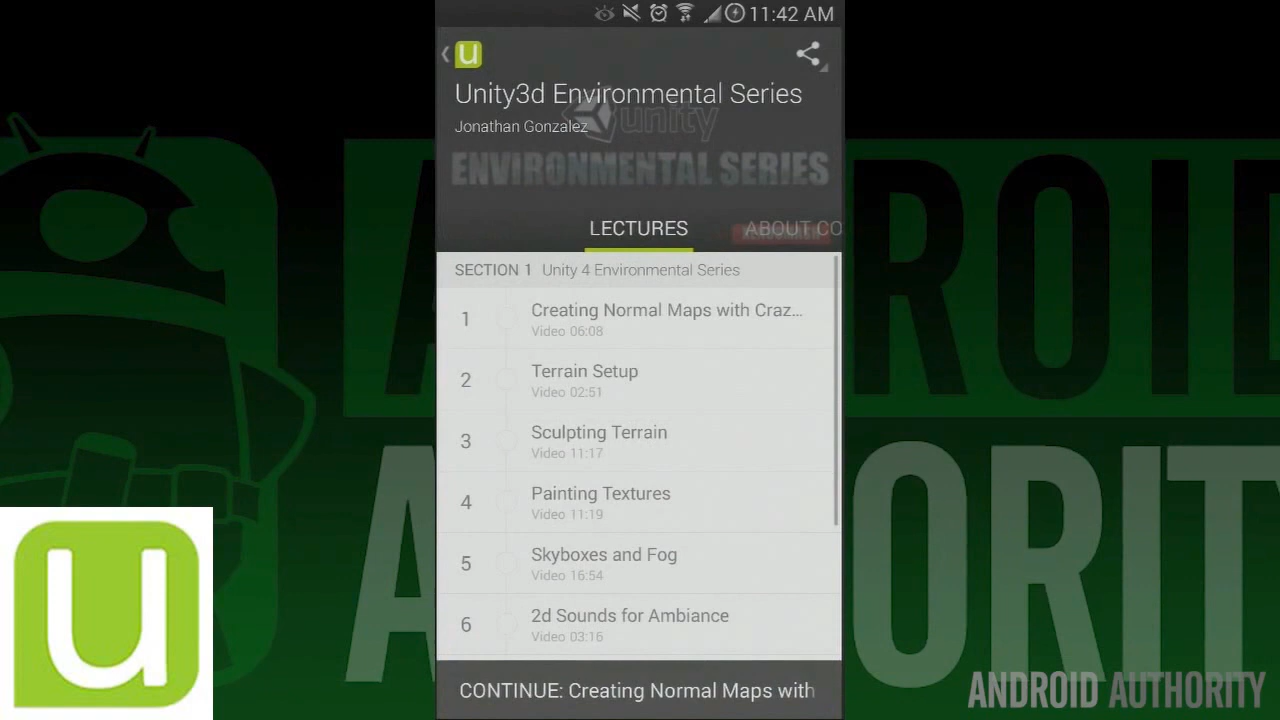 11:42 AM
u
Unity3d Environmental Series
Jonathan Gonzalez
unity
ENVIRONMENTAL SERIES
LECTURES
ABOUT CO
SECTION 1 Unity 4 Environmental Series
1
Creating Normal Maps with Craz...
Video 06:08
2
Terrain Setup
Video 02:51
3
Sculpting Terrain
Video 11:17
4
Painting Textures
Video 11:19
5
Skyboxes and Fog
Video 16:54
6
2d Sounds for Ambiance
Video 03:16
CONTINUE: Creating Normal Maps with
u
ANDROID AUTHORITY